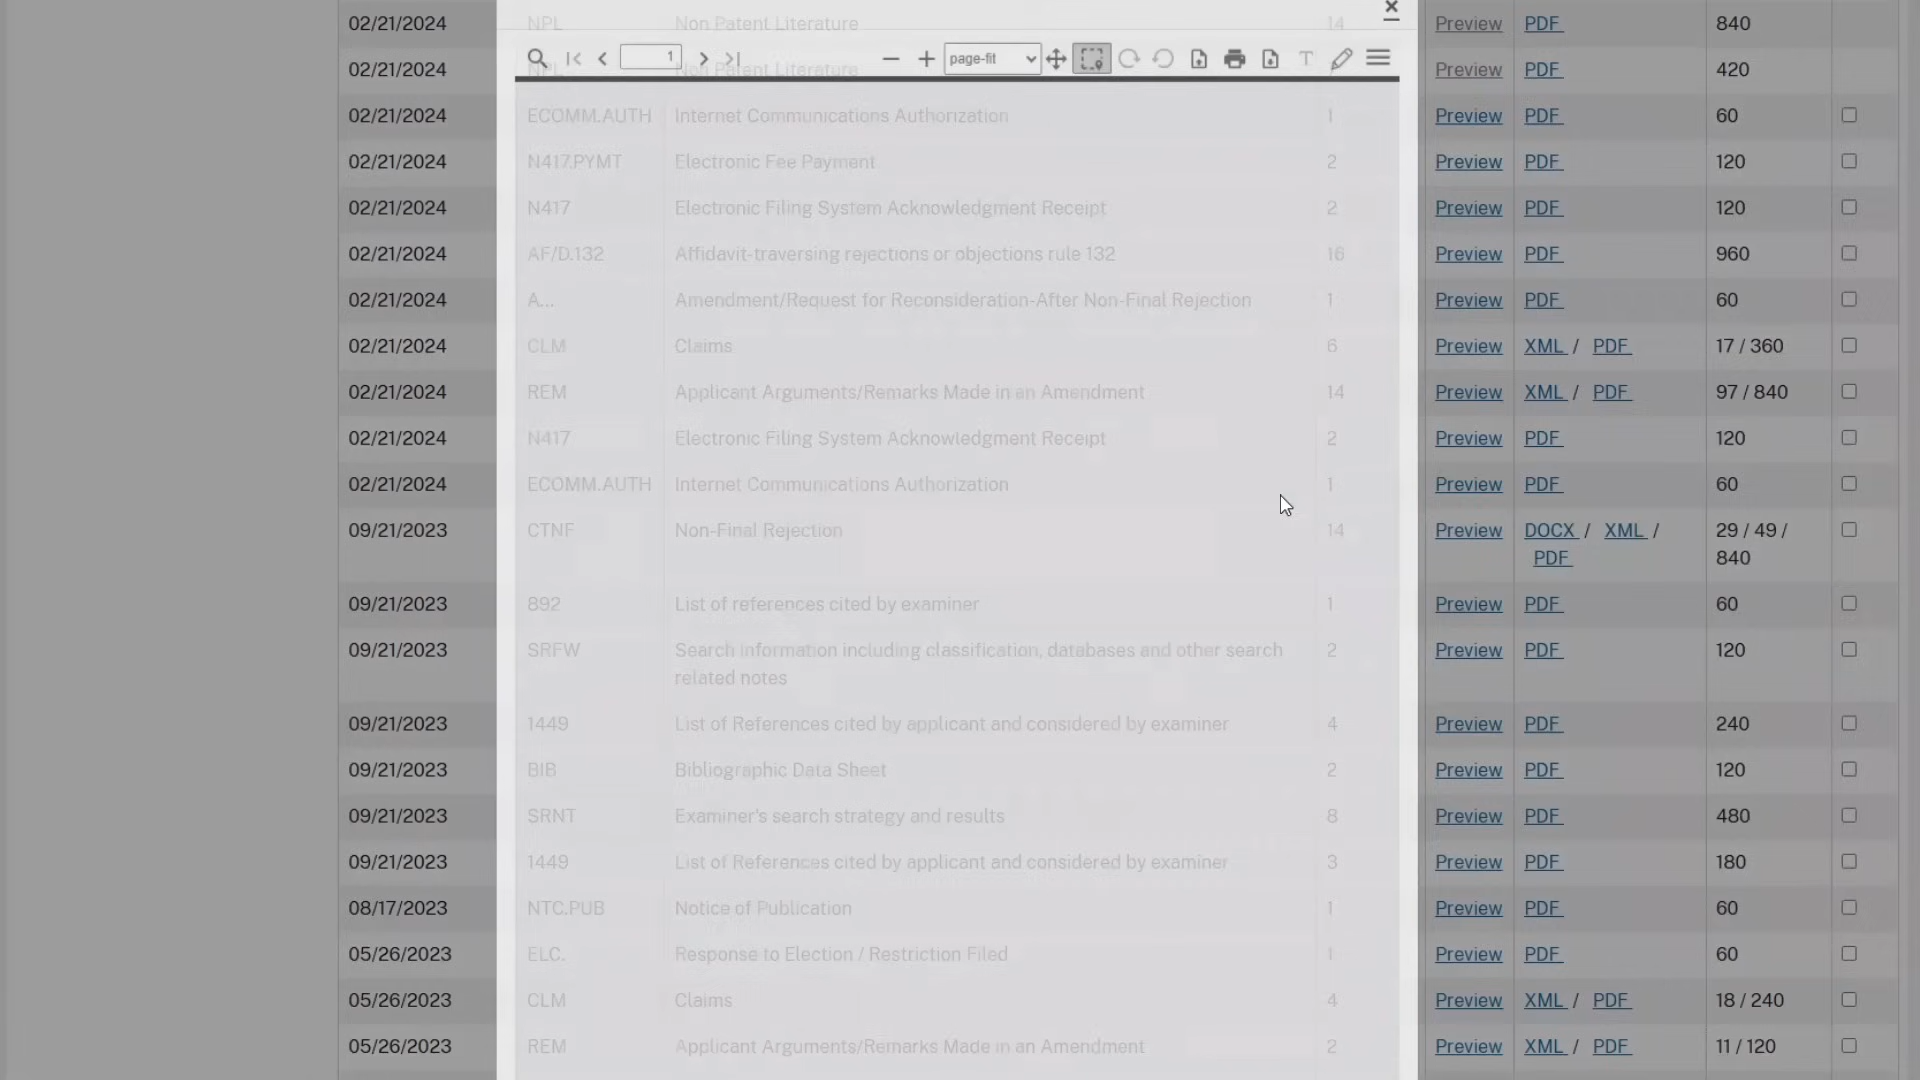 ×
1 page-fit
02/21/2024 NPL Non Patent Literature 14 Preview PDF 840
02/21/2024 NPL Non Patent Literature Preview PDF 420
02/21/2024 ECOMM.AUTH Internet Communications Authorization 1 Preview PDF 60
02/21/2024 N417.PYMT Electronic Fee Payment 2 Preview PDF 120
02/21/2024 N417 Electronic Filing System Acknowledgment Receipt 2 Preview PDF 120
02/21/2024 AF/D.132 Affidavit-traversing rejections or objections rule 132 16 Preview PDF 960
02/21/2024 A... Amendment/Request for Reconsideration-After Non-Final Rejection 1 Preview PDF 60
02/21/2024 CLM Claims 6 Preview XML / PDF 17 / 360
02/21/2024 REM Applicant Arguments/Remarks Made in an Amendment 14 Preview XML / PDF 97 / 840
02/21/2024 N417 Electronic Filing System Acknowledgment Receipt 2 Preview PDF 120
02/21/2024 ECOMM.AUTH Internet Communications Authorization 1 Preview PDF 60
09/21/2023 CTNF Non-Final Rejection 14 Preview DOCX / XML / 29 / 49 /
PDF 840
09/21/2023 892 List of references cited by examiner 1 Preview PDF 60
09/21/2023 SRFW Search information including classification, databases and other search 2 Preview PDF 120
related notes
09/21/2023 1449 List of References cited by applicant and considered by examiner 4 Preview PDF 240
09/21/2023 BIB Bibliographic Data Sheet 2 Preview PDF 120
09/21/2023 SRNT Examiner's search strategy and results 8 Preview PDF 480
09/21/2023 1449 List of References cited by applicant and considered by examiner 3 Preview PDF 180
08/17/2023 NTC.PUB Notice of Publication 1 Preview PDF 60
05/26/2023 ELC. Response to Election / Restriction Filed 1 Preview PDF 60
05/26/2023 CLM Claims 4 Preview XML / PDF 18 / 240
05/26/2023 REM Applicant Arguments/Remarks Made in an Amendment 2 Preview XML / PDF 11 / 120